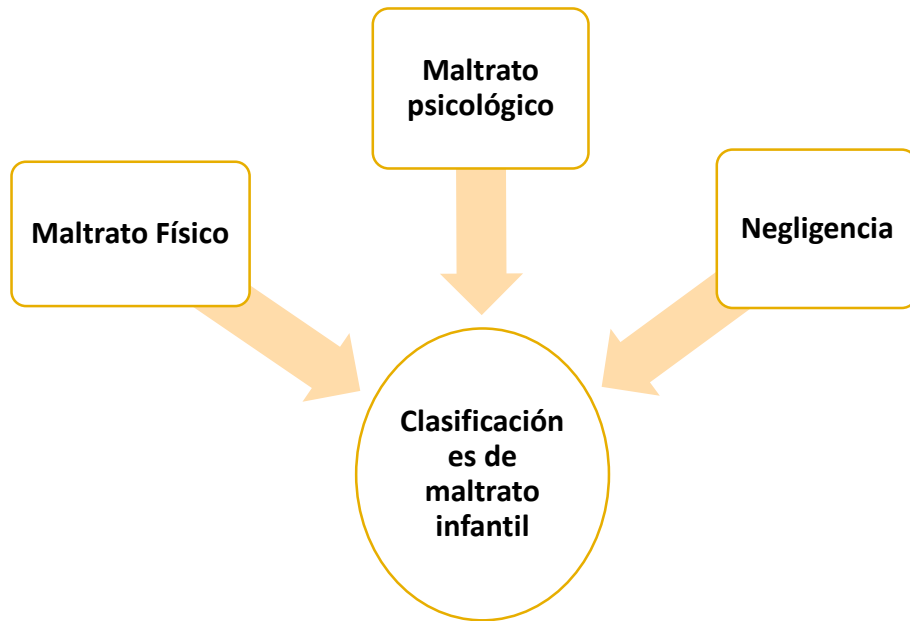 Maltrato
psicológico
Maltrato Físico
Negligencia
Clasificación
es de
maltrato
infantil